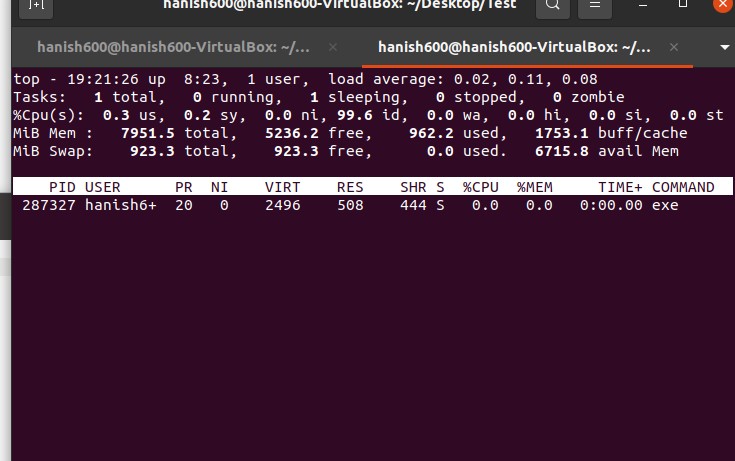 hanish600@hanish600-VirtualBox: ~/Desktop/Test
hanish600@hanish600-VirtualBox: ~/... × hanish600@hanish600-VirtualBox: ~/... ×
top - 19:21:26 up  8:23,  1 user,  load average: 0.02, 0.11, 0.08
Tasks:   1 total,   0 running,   1 sleeping,   0 stopped,   0 zombie
%Cpu(s):  0.3 us,  0.2 sy,  0.0 ni, 99.6 id,  0.0 wa,  0.0 hi,  0.0 si,  0.0 st
MiB Mem :   7951.5 total,   5236.2 free,    962.2 used,   1753.1 buff/cache
MiB Swap:    923.3 total,    923.3 free,      0.0 used.   6715.8 avail Mem
PID USER      PR  NI    VIRT    RES    SHR S  %CPU  %MEM     TIME+ COMMAND
287327 hanish6+  20   0    2496    508    444 S   0.0   0.0   0:00.00 exe